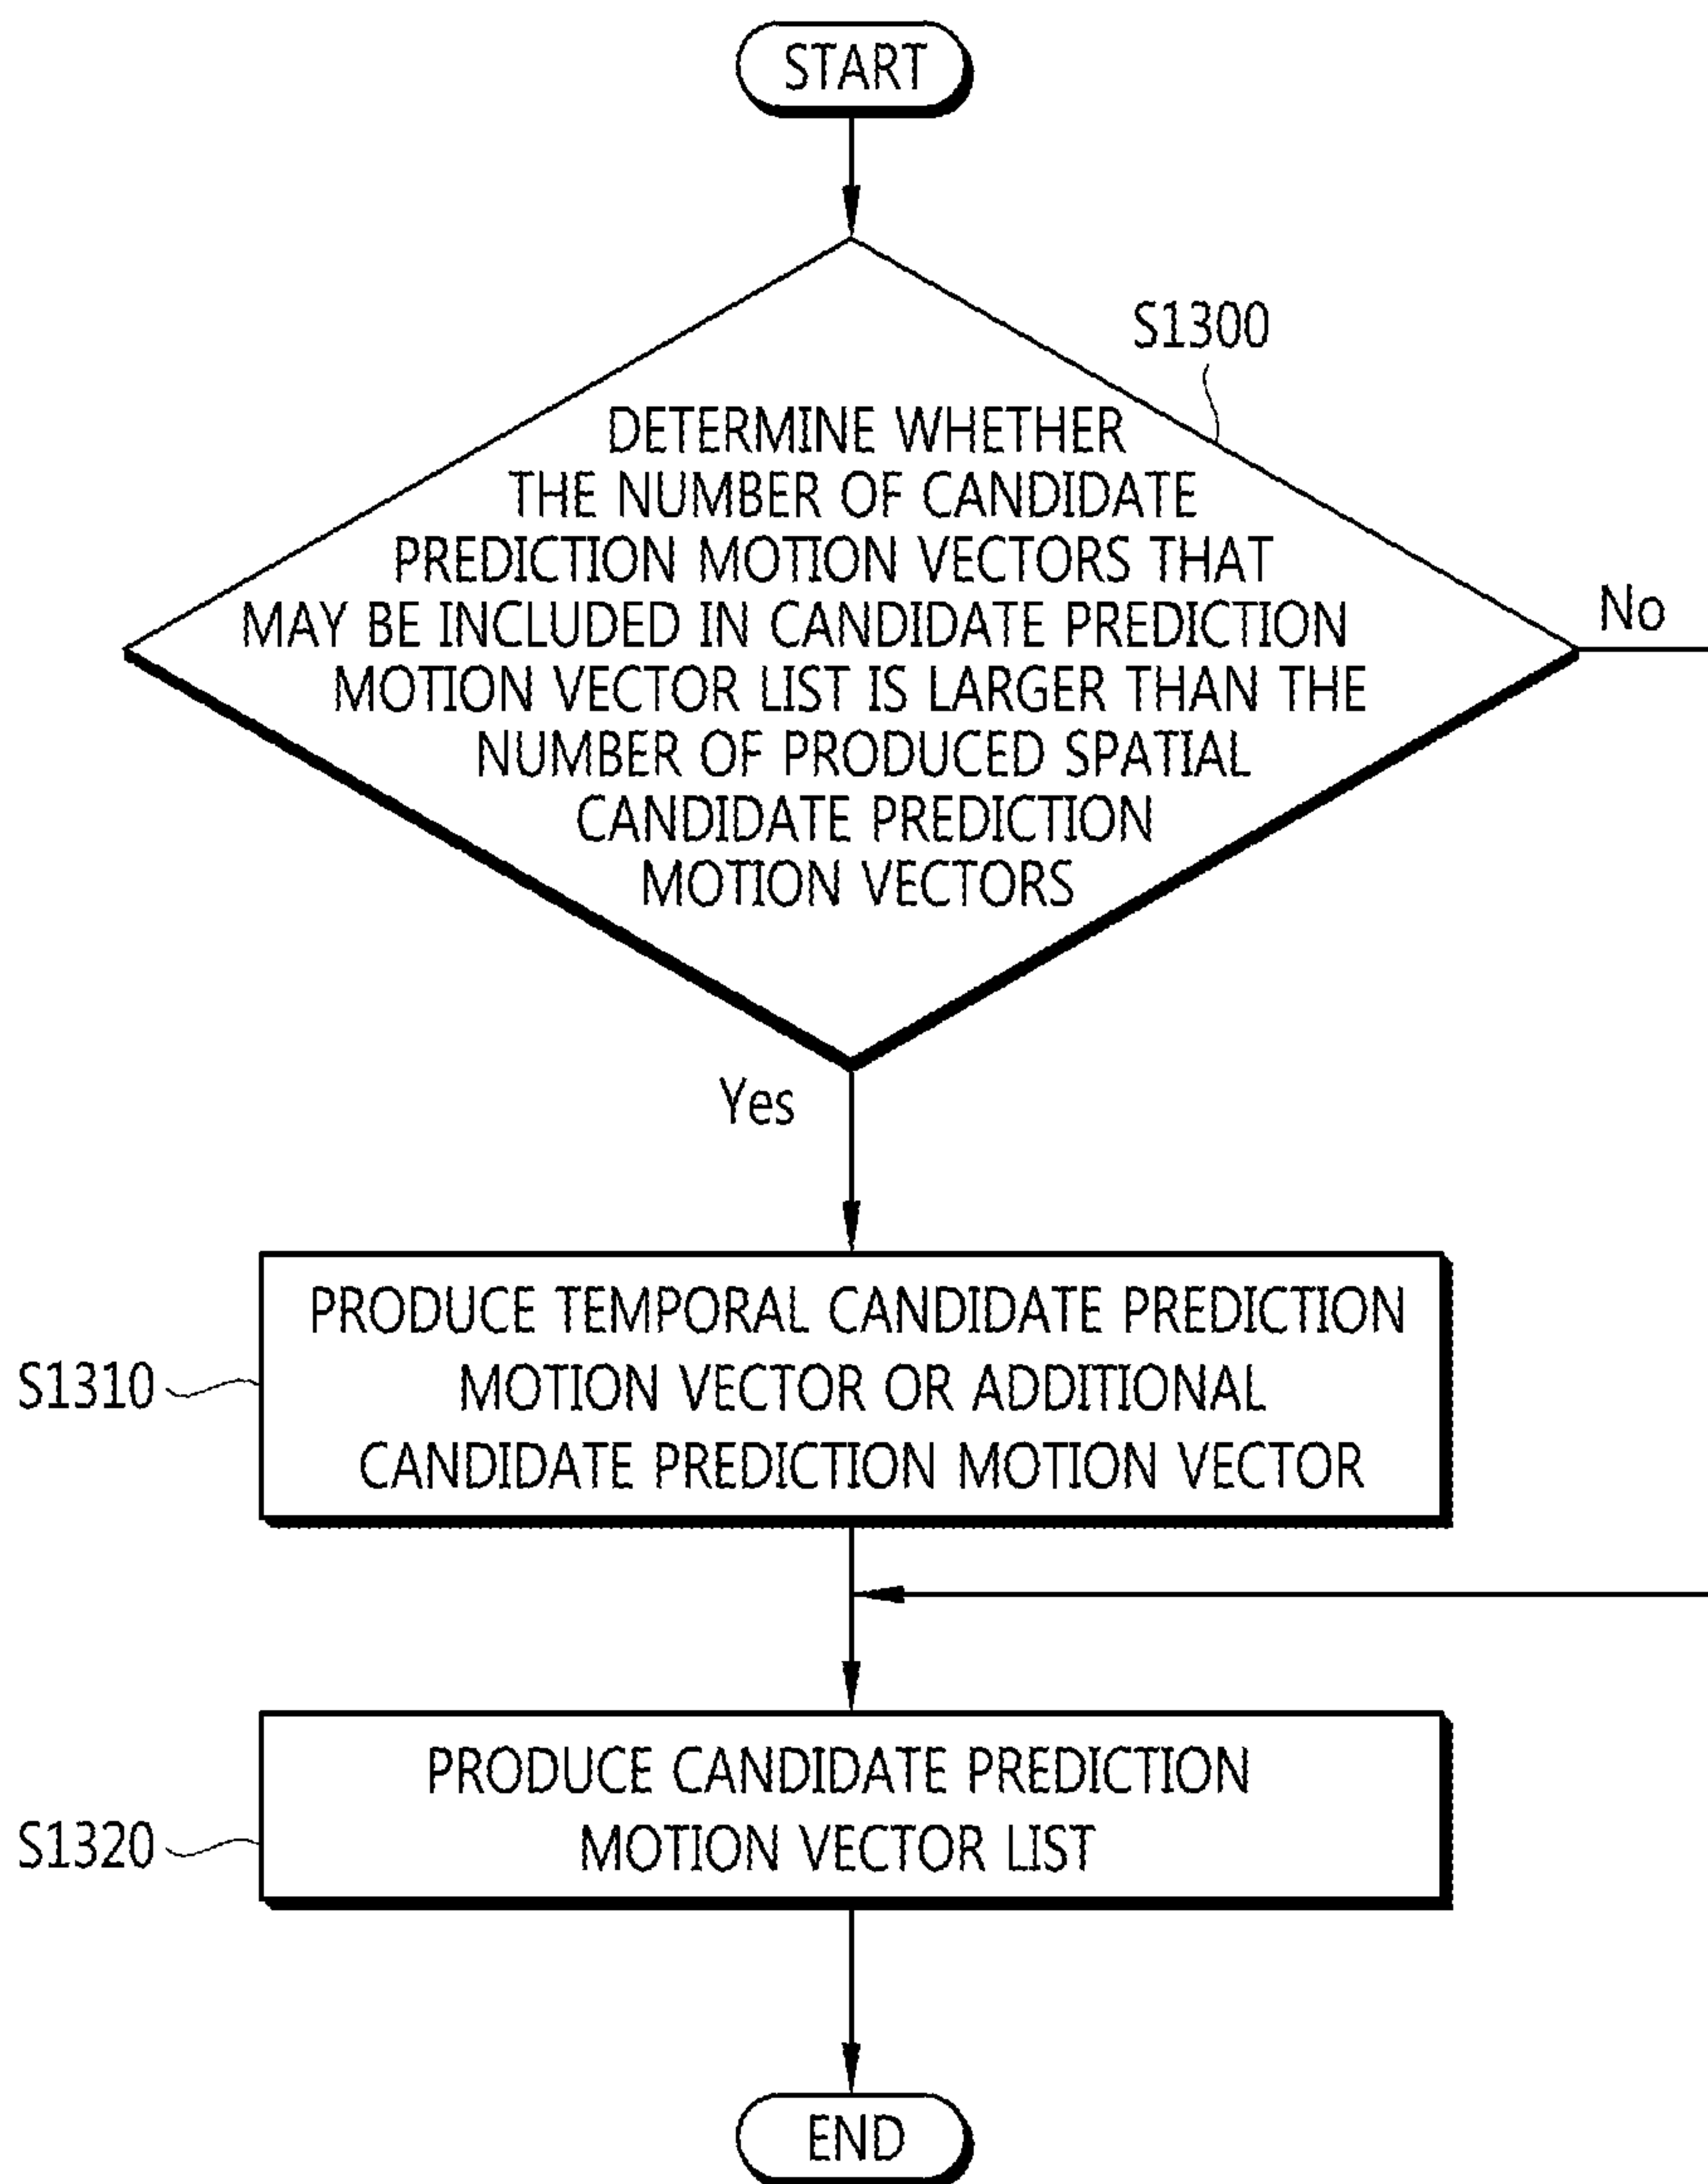 START
S1300
DETERMINE WHETHER
THE NUMBER OF CANDIDATE
PREDICTION MOTION VECTORS THAT
MAY BE INCLUDED IN CANDIDATE PREDICTION
MOTION VECTOR LIST IS LARGER THAN THE
NUMBER OF PRODUCED SPATIAL
CANDIDATE PREDICTION
MOTION VECTORS
No
Yes
PRODUCE TEMPORAL CANDIDATE PREDICTION
MOTION VECTOR OR ADDITIONAL
CANDIDATE PREDICTION MOTION VECTOR
S1310
PRODUCE CANDIDATE PREDICTION
MOTION VECTOR LIST
S1320
END